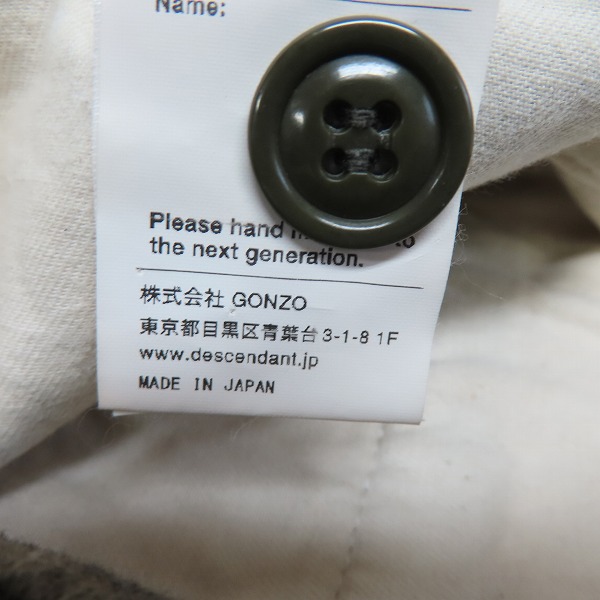 Name:
Please hand to
the next generation.
株式会社 GONZO
東京都目黒区青葉台 3-1-8 1F
www.descendant.jp
MADE IN JAPAN